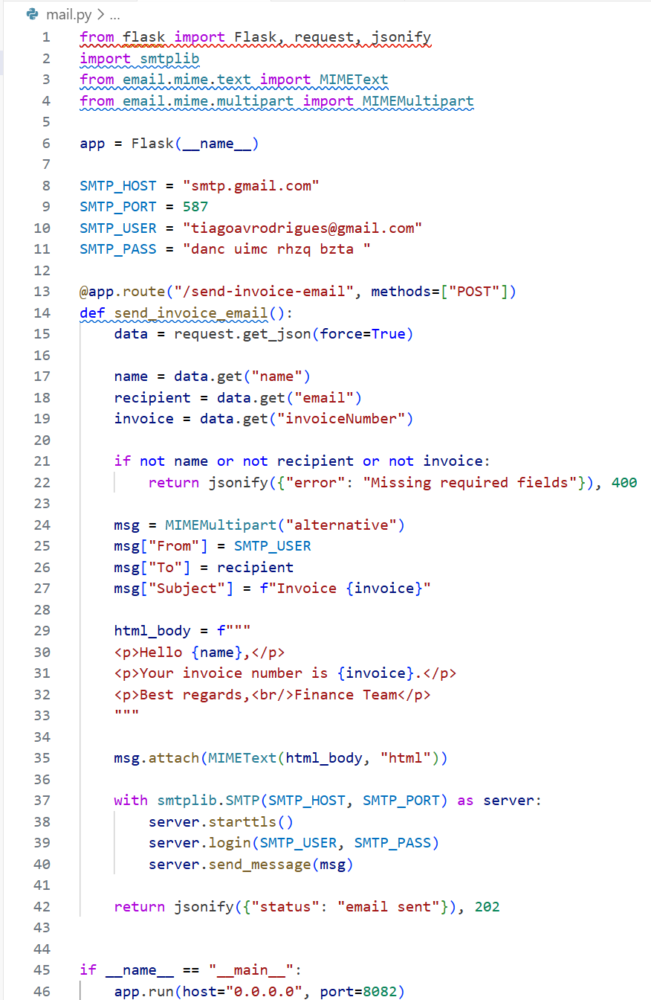 mail.py > ...
1 from flask import Flask, request, jsonify
2 import smtplib
3 from email.mime.text import MIMEText
4 from email.mime.multipart import MIMEMultipart
5
6 app = Flask(__name__)
7
8 SMTP_HOST = "smtp.gmail.com"
9 SMTP_PORT = 587
10 SMTP_USER = "tiagoavrodrigues@gmail.com"
11 SMTP_PASS = "danc uimc rhzq bzta "
12
13 @app.route("/send-invoice-email", methods=["POST"])
14 def send_invoice_email():
15     data = request.get_json(force=True)
16
17     name = data.get("name")
18     recipient = data.get("email")
19     invoice = data.get("invoiceNumber")
20
21     if not name or not recipient or not invoice:
22         return jsonify({"error": "Missing required fields"}), 400
23
24     msg = MIMEMultipart("alternative")
25     msg["From"] = SMTP_USER
26     msg["To"] = recipient
27     msg["Subject"] = f"Invoice {invoice}"
28
29     html_body = f"""
30     <p>Hello {name},</p>
31     <p>Your invoice number is {invoice}.</p>
32     <p>Best regards,<br/>Finance Team</p>
33     """
34
35     msg.attach(MIMEText(html_body, "html"))
36
37     with smtplib.SMTP(SMTP_HOST, SMTP_PORT) as server:
38         server.starttls()
39         server.login(SMTP_USER, SMTP_PASS)
40         server.send_message(msg)
41
42     return jsonify({"status": "email sent"}), 202
43
44
45 if __name__ == "__main__":
46     app.run(host="0.0.0.0", port=8082)